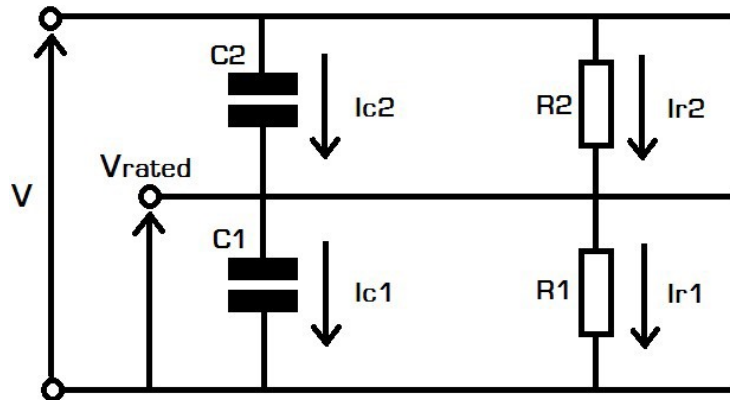 C2
Ic2
R2
Ir2
Vrated
V
C1
Ic1
R1
Ir1